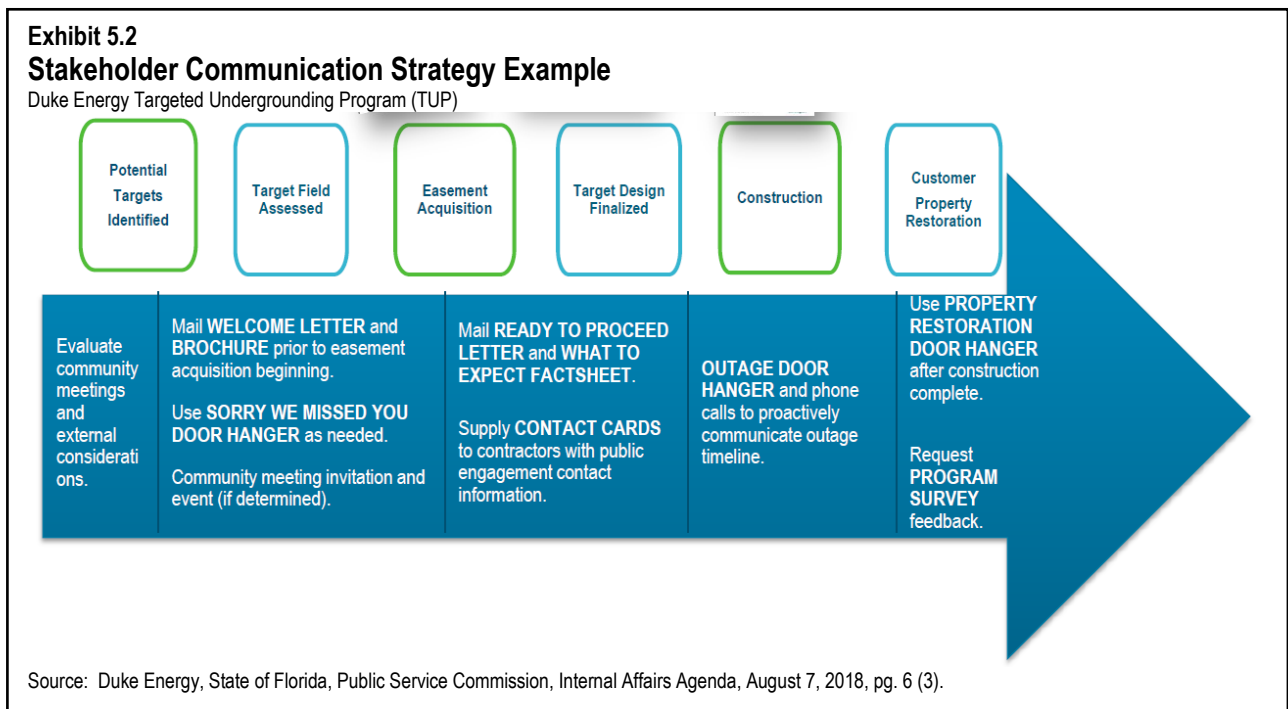 Exhibit 5.2
Stakeholder Communication Strategy Example
Duke Energy Targeted Undergrounding Program (TUP)
Potential
Targets
Identified
Target Field
Assessed
Easement
Acquisition
Target Design
Finalized
Construction
Customer
Property
Restoration
Evaluate
community
meetings
and
external
considerati
ons.
Mail WELCOME LETTER and
BROCHURE prior to easement
acquisition beginning.
Use SORRY WE MISSED YOU
DOOR HANGER as needed.
Community meeting invitation and
event (if determined).
Mail READY TO PROCEED
LETTER and WHAT TO
EXPECT FACTSHEET.
Supply CONTACT CARDS
to contractors with public
engagement contact
information.
OUTAGE DOOR
HANGER and phone
calls to proactively
communicate outage
timeline.
Use PROPERTY
RESTORATION
DOOR HANGER
after construction
complete.
Request
PROGRAM
SURVEY
feedback.
Source: Duke Energy, State of Florida, Public Service Commission, Internal Affairs Agenda, August 7, 2018, pg. 6 (3).